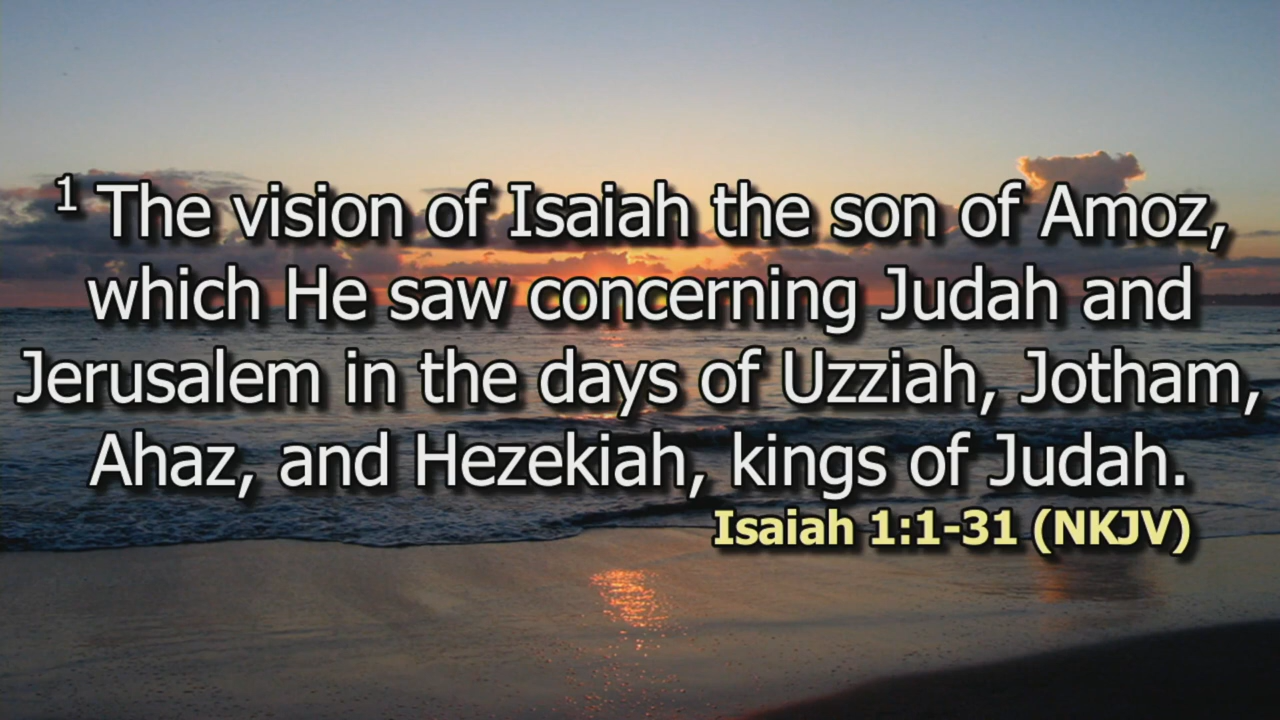 1 The vision of Isaiah the son of Amoz,
which He saw concerning Judah and
Jerusalem in the days of Uzziah, Jotham,
Ahaz, and Hezekiah, kings of Judah.
Isaiah 1:1-31 (NKJV)